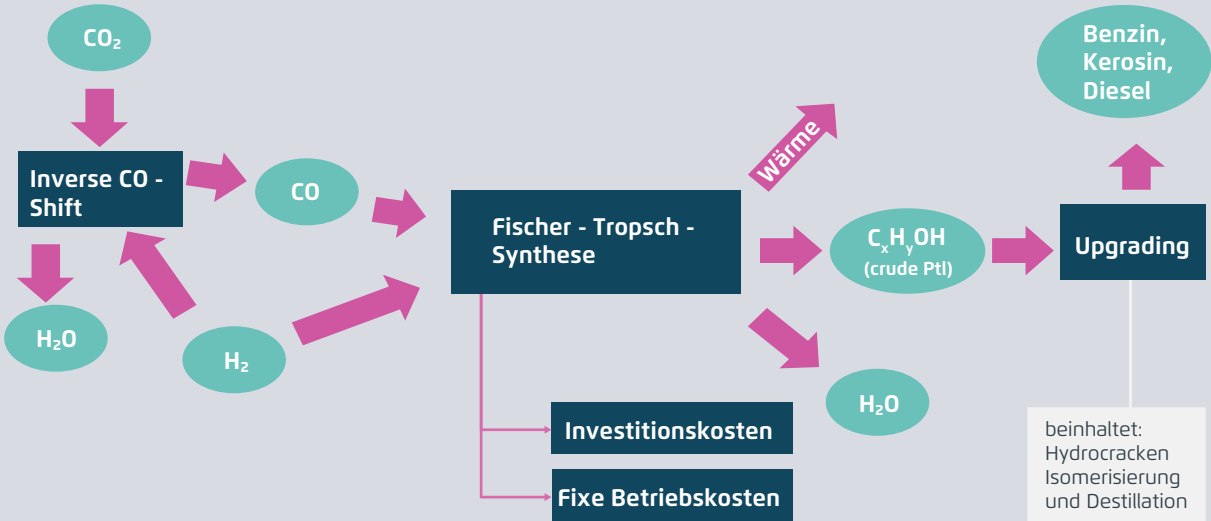 CO₂
Inverse CO -
Shift
H₂O
H₂
CO
Fischer - Tropsch -
Synthese
Investitionskosten
Fixe Betriebskosten
Wärme
CₓHᵧOH
(crude Ptl)
H₂O
Upgrading
Benzin,
Kerosin,
Diesel
beinhaltet:
Hydrocracken
Isomerisierung
und Destillation